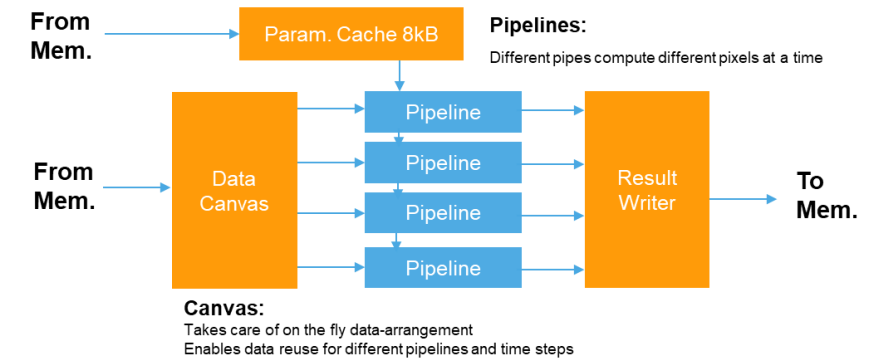 From
Mem.
Param. Cache 8kB
Pipelines:
Different pipes compute different pixels at a time
From
Mem.
Data
Canvas
Pipeline
Pipeline
Pipeline
Pipeline
Result
Writer
To
Mem.
Canvas:
Takes care of on the fly data-arrangement
Enables data reuse for different pipelines and time steps